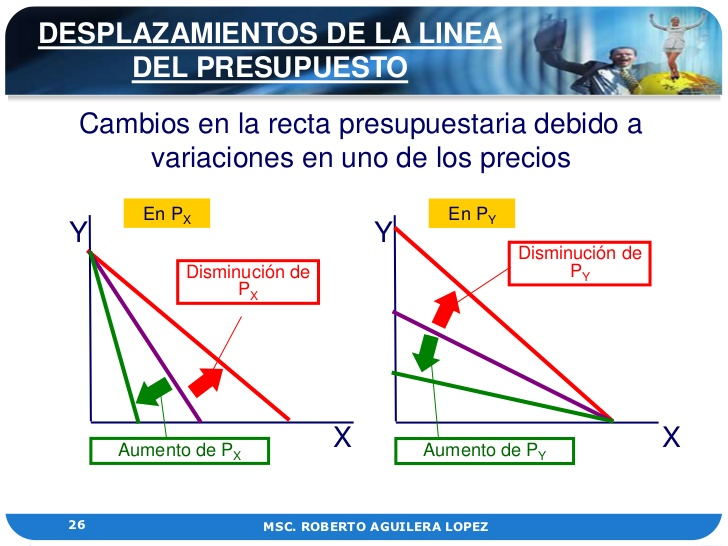 DESPLAZAMIENTOS DE LA LINEA
DEL PRESUPUESTO
Cambios en la recta presupuestaria debido a
variaciones en uno de los precios
En PX
Y
Disminución de
PX
Aumento de PX
X
En PY
Y
Disminución de
PY
Aumento de PY
X
26
MSC. ROBERTO AGUILERA LOPEZ